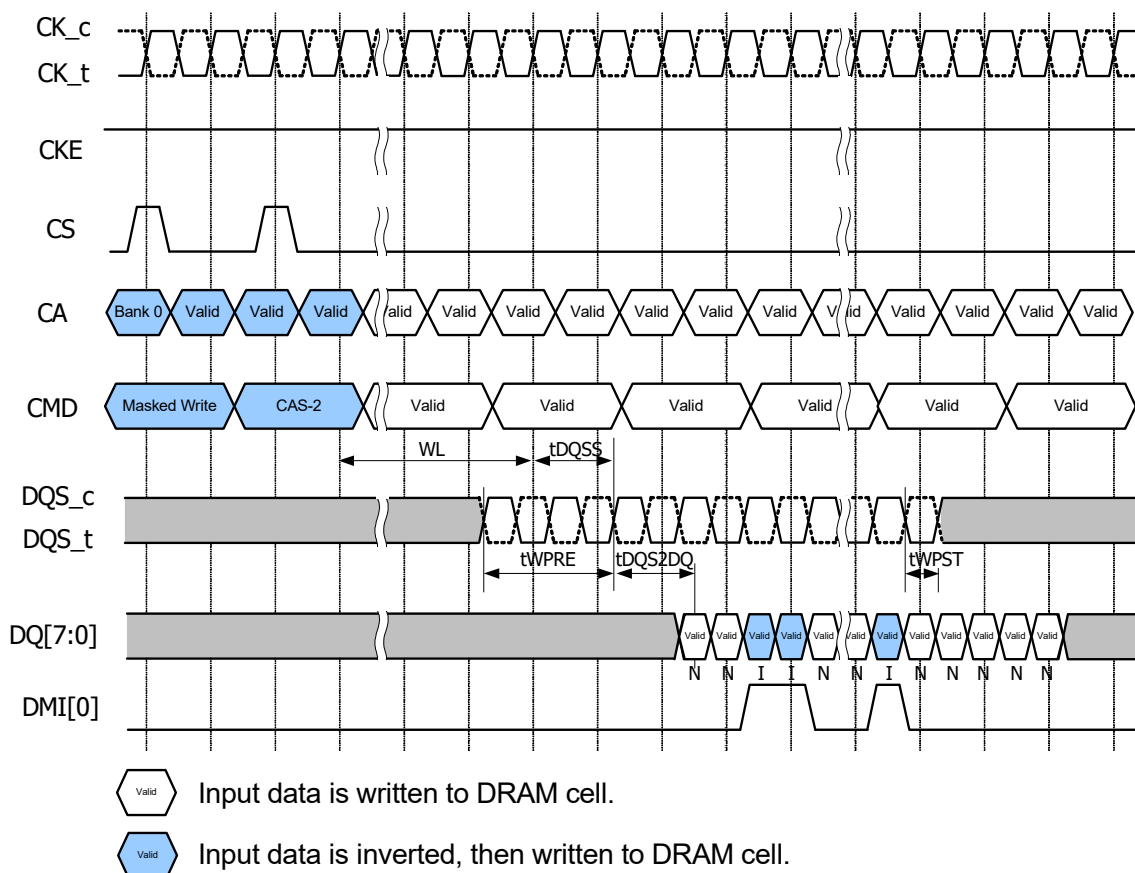 CK_c
CK_t
CKE
CS
CA Bank 0 Valid Valid Valid Valid Valid Valid Valid Valid Valid Valid Valid Valid Valid Valid Valid
CMD Masked Write CAS-2 Valid Valid Valid Valid Valid Valid
WL tDQSS
DQS_c
DQS_t
tWPRE tDQS2DQ tWPST
DQ[7:0] Valid Valid Valid Valid Valid Valid Valid Valid Valid Valid Valid Valid
N N I I N N I N N N N N
DMI[0]
Valid Input data is written to DRAM cell.
Valid Input data is inverted, then written to DRAM cell.